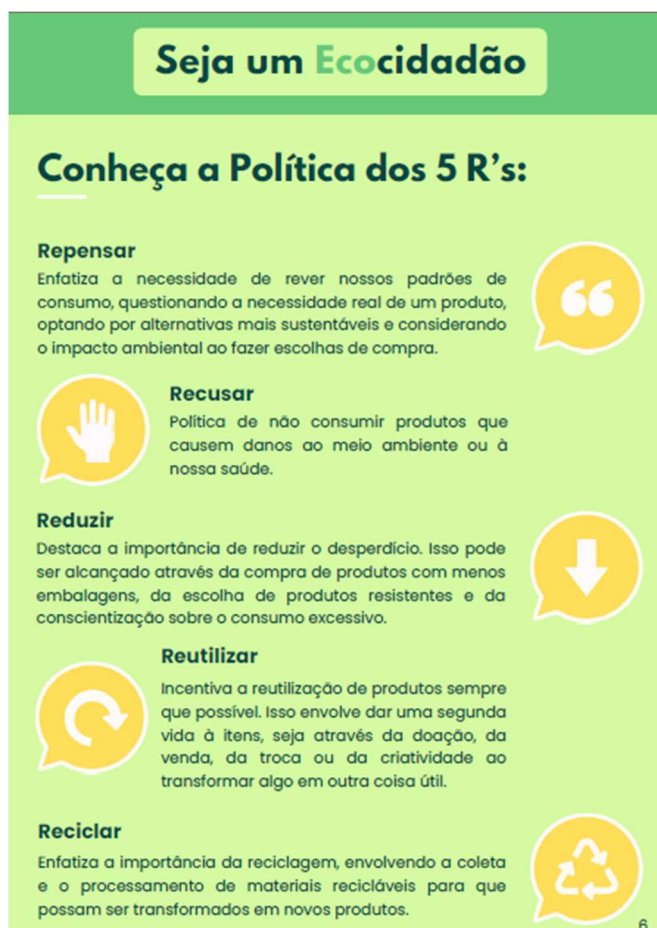 Seja um Ecocidadão
Conheça a Política dos 5 R's:
Repensar
Enfatiza a necessidade de rever nossos padrões de
consumo, questionando a necessidade real de um produto,
optando por alternativas mais sustentáveis e considerando
o impacto ambiental ao fazer escolhas de compra.
Recusar
Política de não consumir produtos que
causem danos ao meio ambiente ou à
nossa saúde.
Reduzir
Destaca a importância de reduzir o desperdício. Isso pode
ser alcançado através da compra de produtos com menos
embalagens, da escolha de produtos resistentes e da
conscientização sobre o consumo excessivo.
Reutilizar
Incentiva a reutilização de produtos sempre
que possível. Isso envolve dar uma segunda
vida à itens, seja através da doação, da
venda, da troca ou da criatividade ao
transformar algo em outra coisa útil.
Reciclar
Enfatiza a importância da reciclagem, envolvendo a coleta
e o processamento de materiais recicláveis para que
possam ser transformados em novos produtos.
6